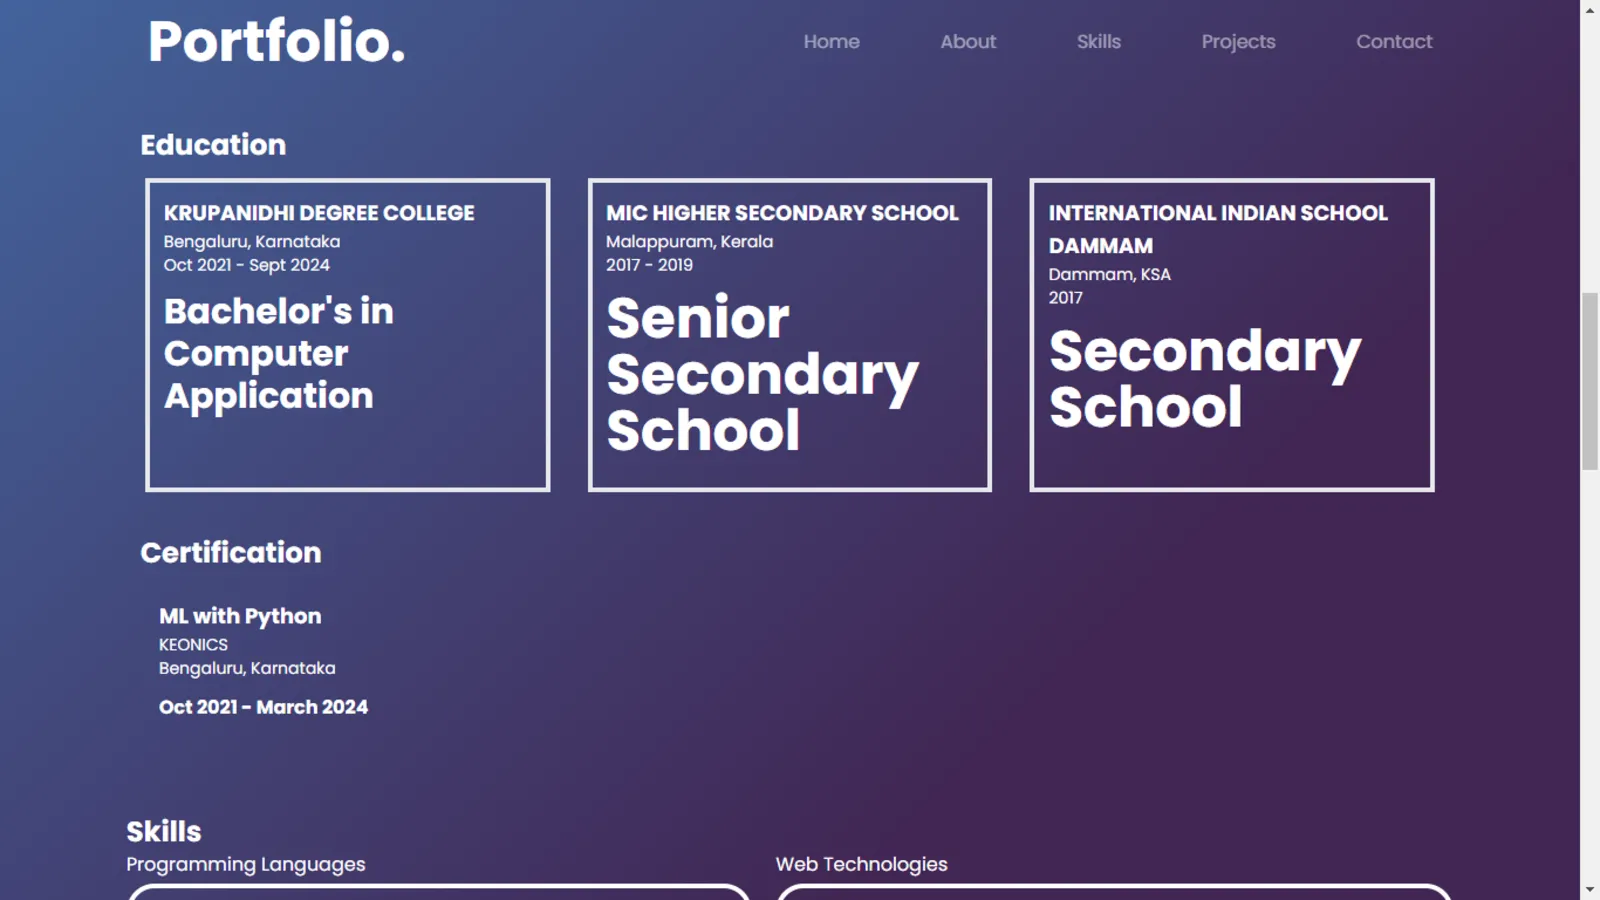 Portfolio.
Home About Skills Projects Contact
Education
KRUPANIDHI DEGREE COLLEGE
Bengaluru, Karnataka
Oct 2021 - Sept 2024
Bachelor's in
Computer
Application
MIC HIGHER SECONDARY SCHOOL
Malappuram, Kerala
2017 - 2019
Senior
Secondary
School
INTERNATIONAL INDIAN SCHOOL
DAMMAM
Dammam, KSA
2017
Secondary
School
Certification
ML with Python
KEONICS
Bengaluru, Karnataka
Oct 2021 - March 2024
Skills
Programming Languages
Web Technologies